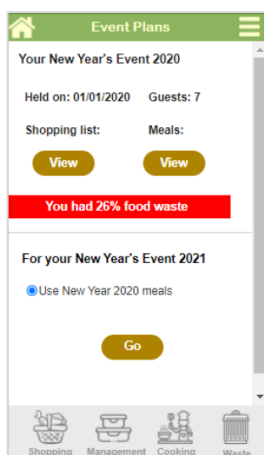 Event Plans
Your New Year's Event 2020
Held on: 01/01/2020 Guests: 7
Shopping list: Meals:
View View
You had 26% food waste
For your New Year's Event 2021
Use New Year 2020 meals
Go
Shopping Management Cooking Waste